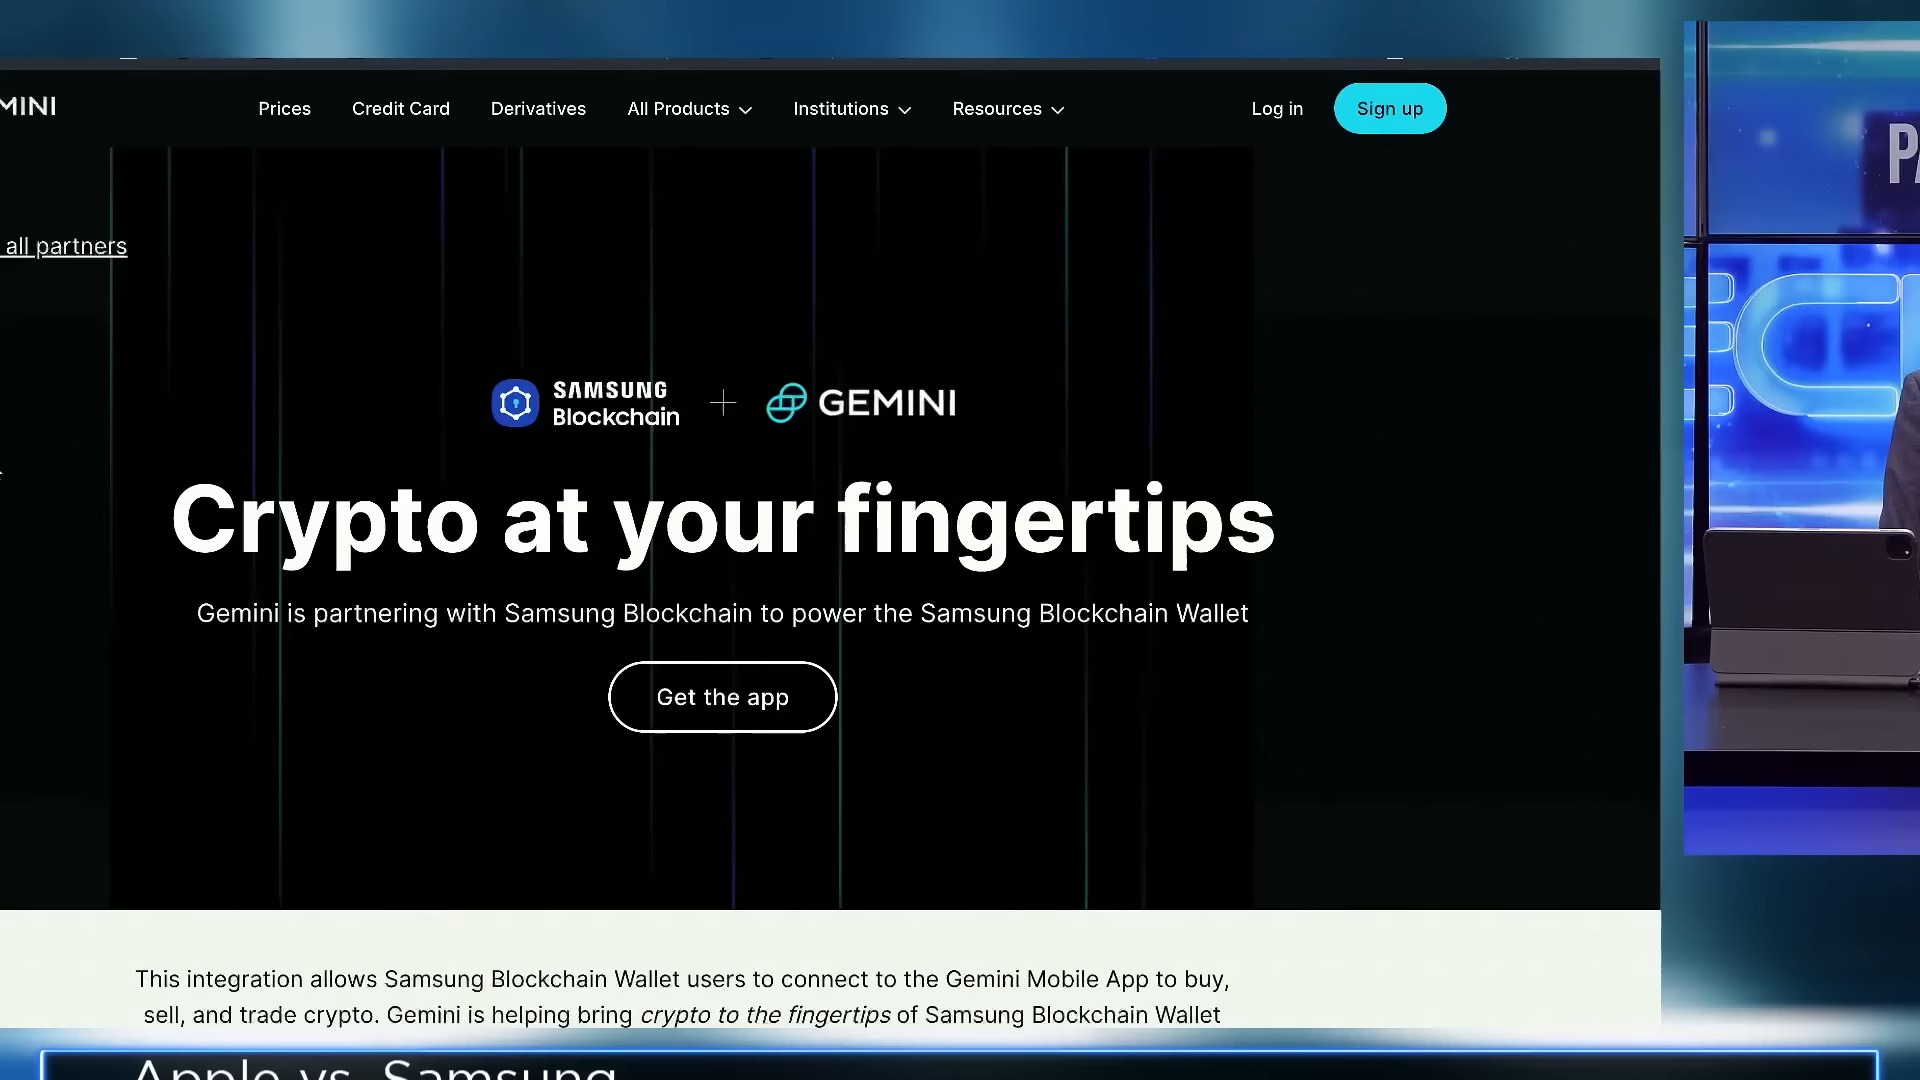 MINI
Prices Credit Card Derivatives All Products Institutions Resources Log in Sign up
all partners
SAMSUNG
Blockchain
GEMINI
Crypto at your fingertips
Gemini is partnering with Samsung Blockchain to power the Samsung Blockchain Wallet
Get the app
This integration allows Samsung Blockchain Wallet users to connect to the Gemini Mobile App to buy,
sell, and trade crypto. Gemini is helping bring crypto to the fingertips of Samsung Blockchain Wallet
PA
EC
Apple vs. Samsung